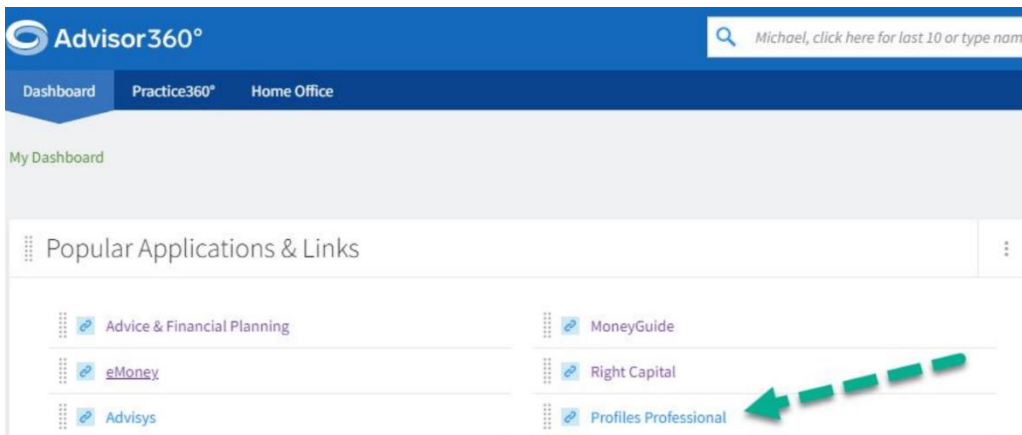 Advisor360°
Michael, click here for last 10 or type nam
Dashboard Practice360° Home Office
My Dashboard
Popular Applications & Links
Advice & Financial Planning MoneyGuide
eMoney Right Capital
Advisys Profiles Professional